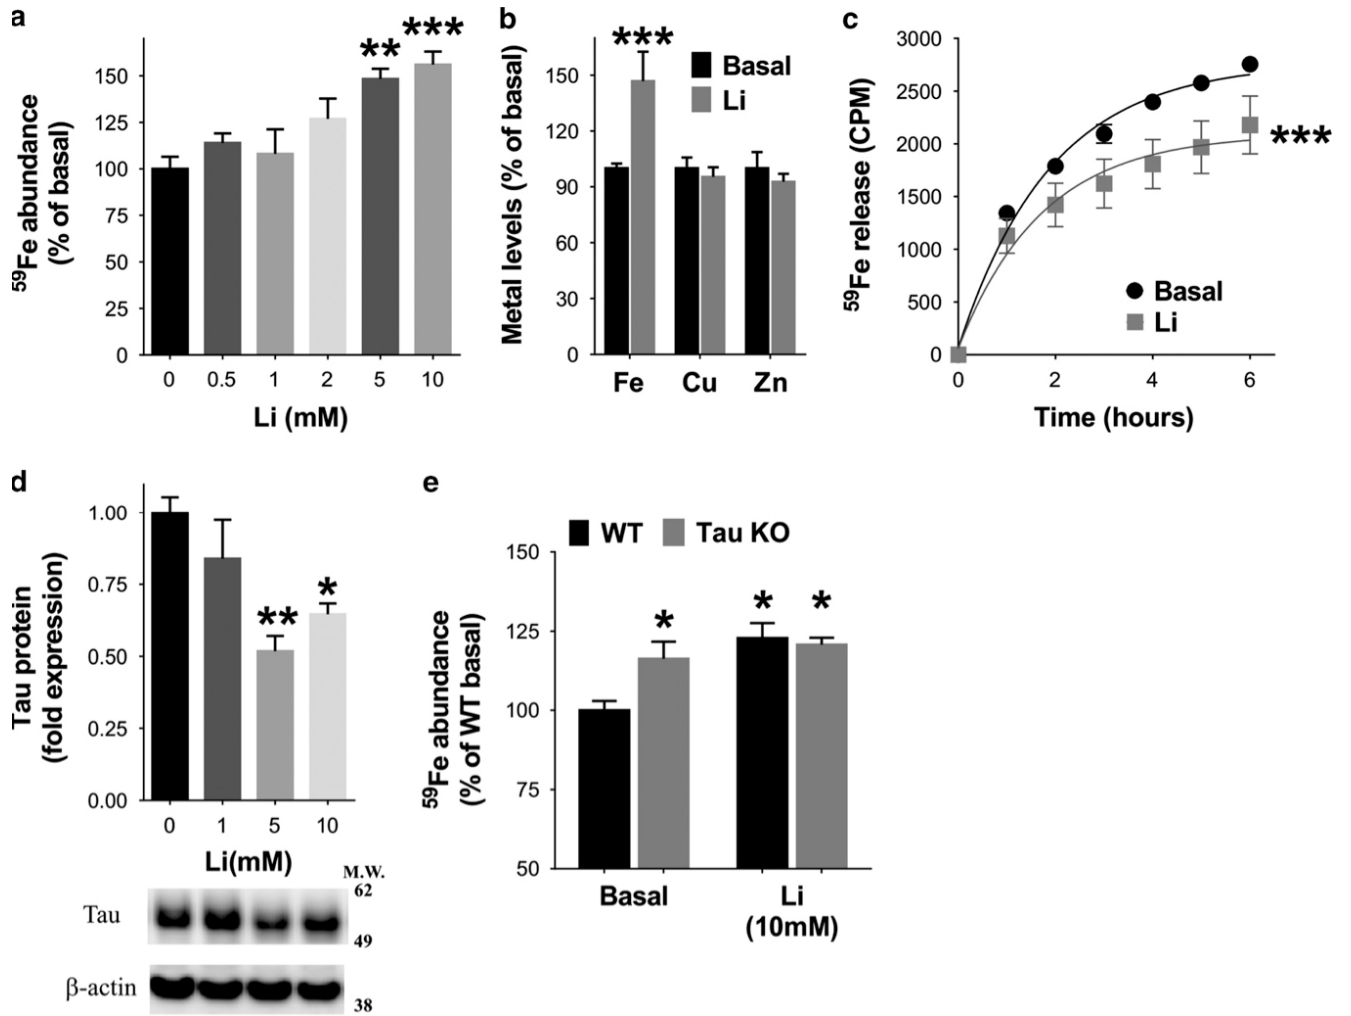 a
59Fe abundance
(% of basal)
150
125
100
75
50
25
0
** ***
0 0.5 1 2 5 10
Li (mM)
b
Metal levels (% of basal)
150
120
90
60
30
0
***
Basal
Li
Fe Cu Zn
c
59Fe release (CPM)
3000
2500
2000
1500
1000
500
0
***
Basal
Li
0 2 4 6
Time (hours)
d
Tau protein
(fold expression)
1.00
0.75
0.50
0.25
0.00
** *
0 1 5 10
Li(mM)
M.W.
62
Tau
49
β-actin
38
e
WT Tau KO
59Fe abundance
(% of WT basal)
150
125
100
75
50
* * *
Basal Li
(10mM)